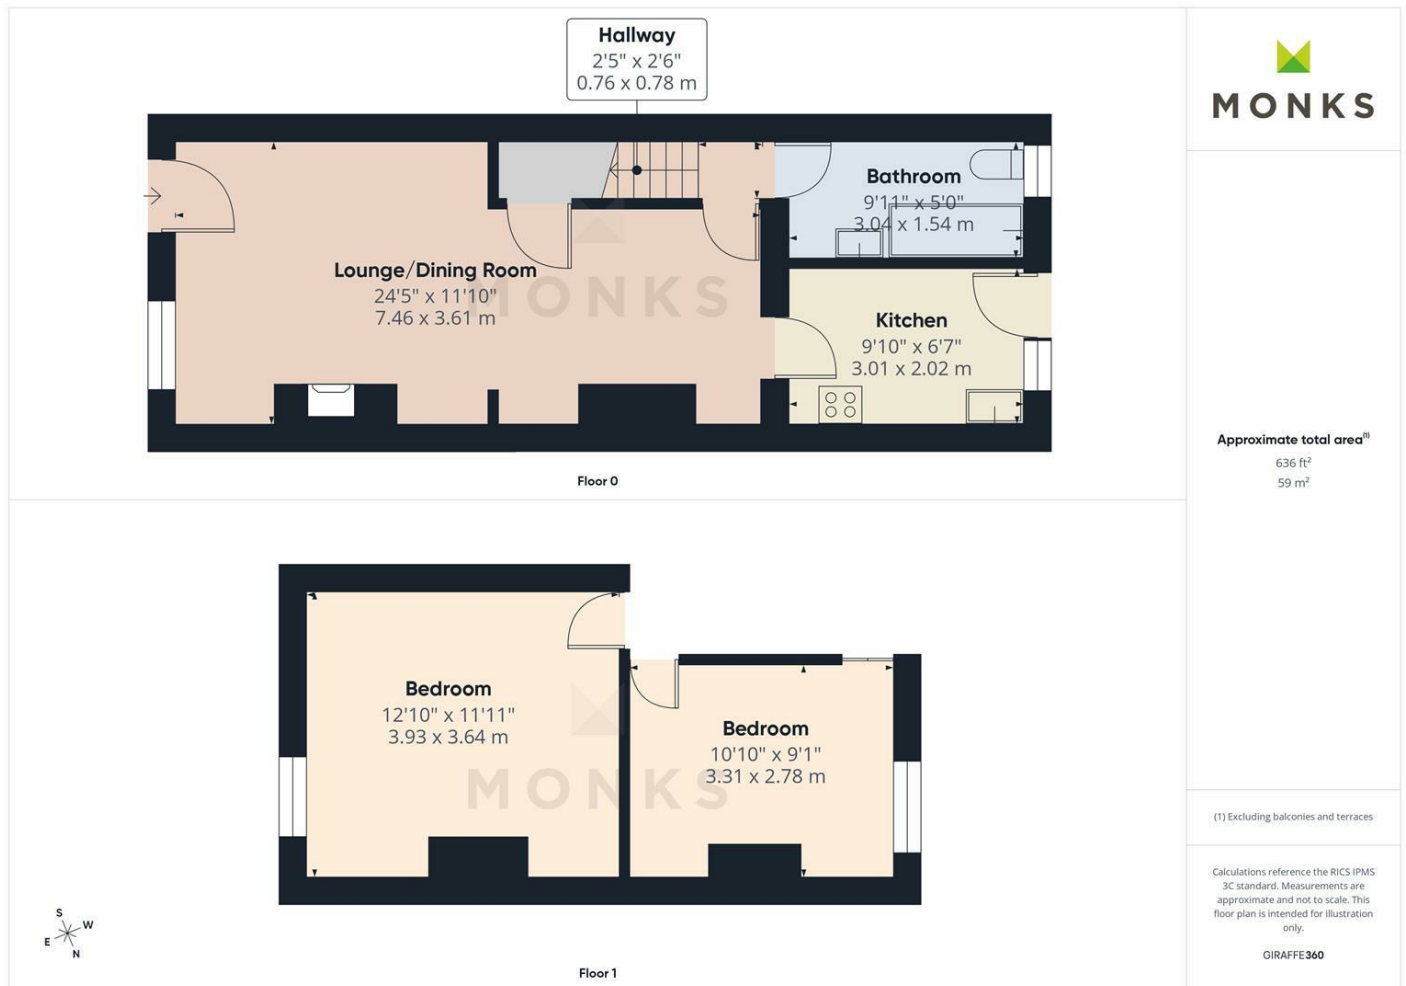 Hallway
2'5" x 2'6"
0.76 x 0.78 m
MONKS
Bathroom
9'11" x 5'0"
3.04 x 1.54 m
Lounge/Dining Room
24'5" x 11'10"
7.46 x 3.61 m
MONKS
Kitchen
9'10" x 6'7"
3.01 x 2.02 m
Floor 0
Approximate total area(1)
636 ft²
59 m²
Bedroom
12'10" x 11'11"
3.93 x 3.64 m
Bedroom
10'10" x 9'1"
3.31 x 2.78 m
MONKS
(1) Excluding balconies and terraces
Calculations reference the RICS IPMS
3C standard. Measurements are
approximate and not to scale. This
floor plan is intended for illustration
only.
GIRAFFE360
S
W
E
N
Floor 1